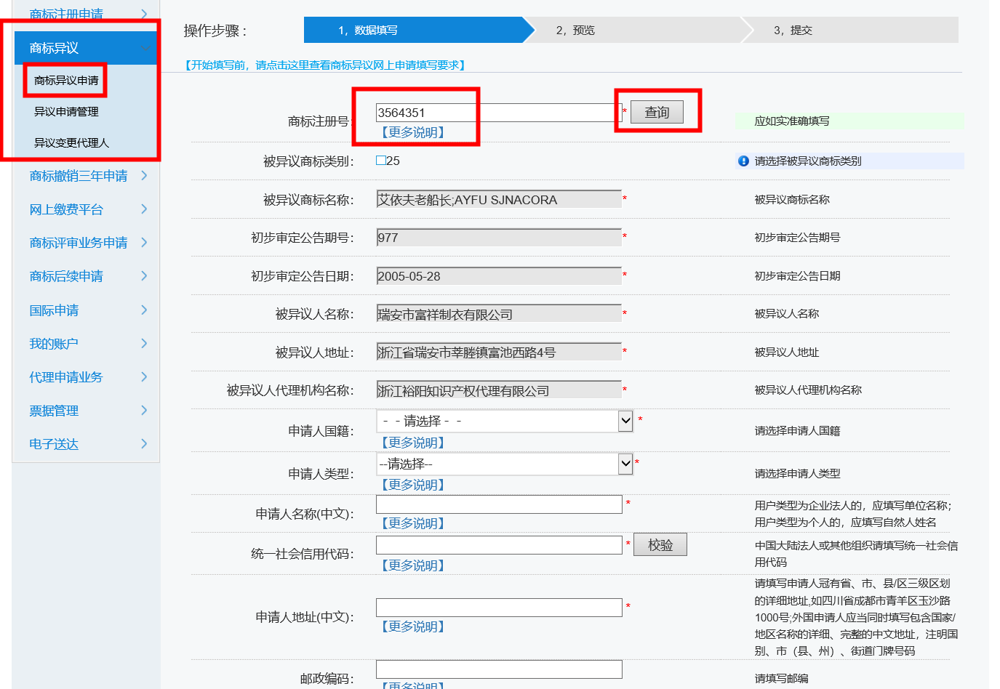 商标注册申请
商标异议
商标异议申请
异议申请管理
异议变更代理人
商标撤销三年申请
网上缴费平台
商标评审业务申请
商标后续申请
国际申请
我的账户
代理申请业务
票据管理
电子送达
操作步骤：
1，数据填写
2，预览
3，提交
【开始填写前，请点击这里查看商标异议网上申请填写要求】
商标注册号： 3564351 * 查询 应如实准确填写
【更多说明】
被异议商标类别： 25 请选择被异议商标类别
被异议商标名称： 艾依夫老船长;AYFU SJNACORA * 被异议商标名称
初步审定公告期号： 977 * 初步审定公告期号
初步审定公告日期： 2005-05-28 * 初步审定公告日期
被异议人名称： 瑞安市富祥制衣有限公司 * 被异议人名称
被异议人地址： 浙江省瑞安市莘塍镇富池西路4号 * 被异议人地址
被异议人代理机构名称： 浙江裕阳知识产权代理有限公司 * 被异议人代理机构名称
申请人国籍： - - 请选择 - - * 请选择申请人国籍
【更多说明】
申请人类型： --请选择-- * 请选择申请人类型
【更多说明】
申请人名称(中文)： * 用户类型为企业法人的，应填写单位名称；
用户类型为个人的，应填写自然人姓名
【更多说明】
统一社会信用代码： * 校验 中国大陆法人或其他组织请填写统一社会信
用代码
【更多说明】
申请人地址(中文)： * 请填写申请人冠有省、市、县/区三级区划
的详细地址,如四川省成都市青羊区玉沙路
1000号;外国申请人应当同时填写包含国家/
地区名称的详细、完整的中文地址，注明国
别、市（县、州）、街道门牌号码
【更多说明】
邮政编码： 请填写邮编
【更多说明】